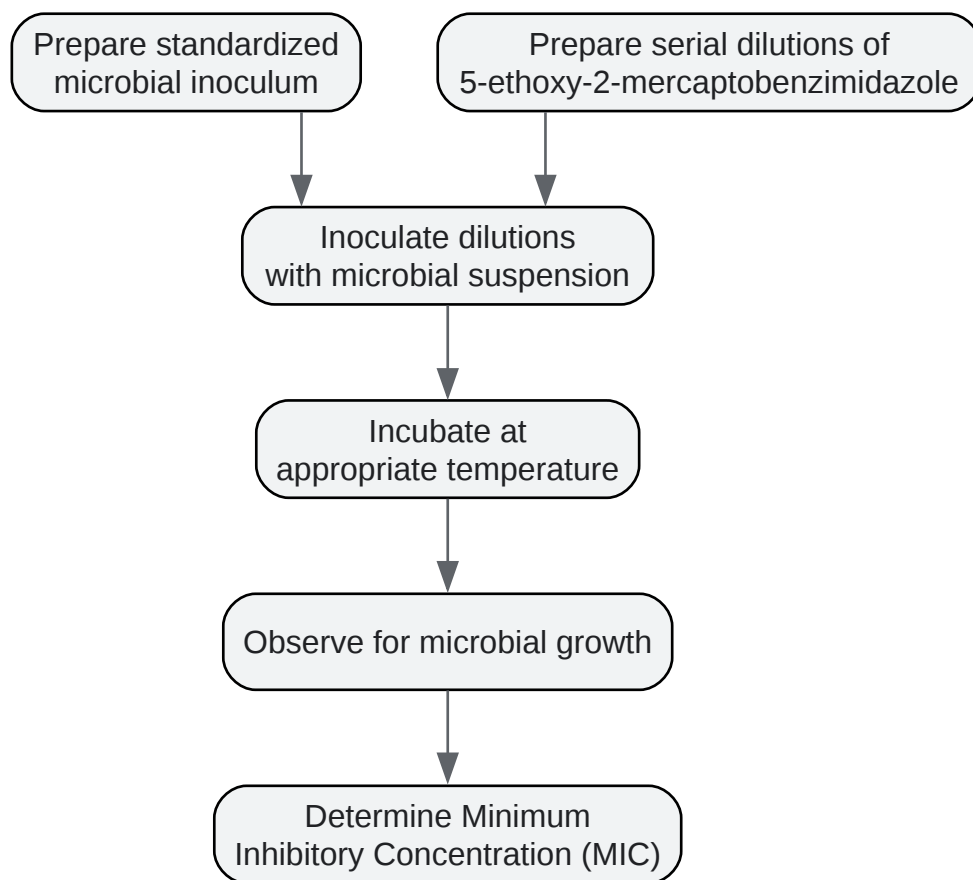 Prepare standardized
microbial inoculum
Prepare serial dilutions of
5-ethoxy-2-mercaptobenzimidazole
Inoculate dilutions
with microbial suspension
Incubate at
appropriate temperature
Observe for microbial growth
Determine Minimum
Inhibitory Concentration (MIC)